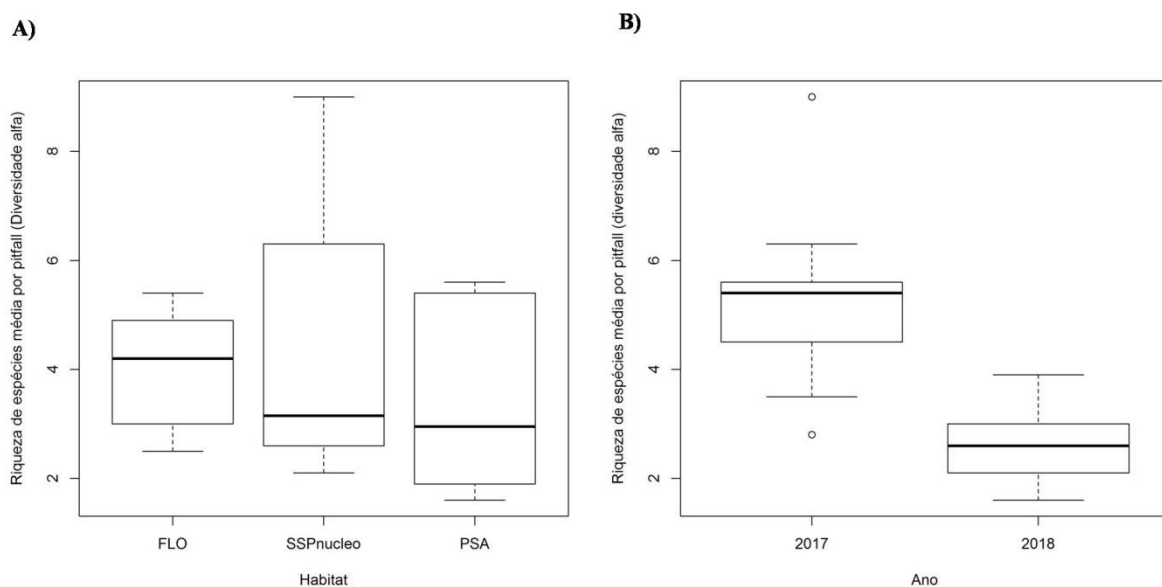 A)
Riqueza de espécies média por pitfall (Diversidade alfa)
8
6
4
2
FLO
SSPnucleo
PSA
Habitat
B)
Riqueza de espécies média por pitfall (diversidade alfa)
8
6
4
2
2017
2018
Ano